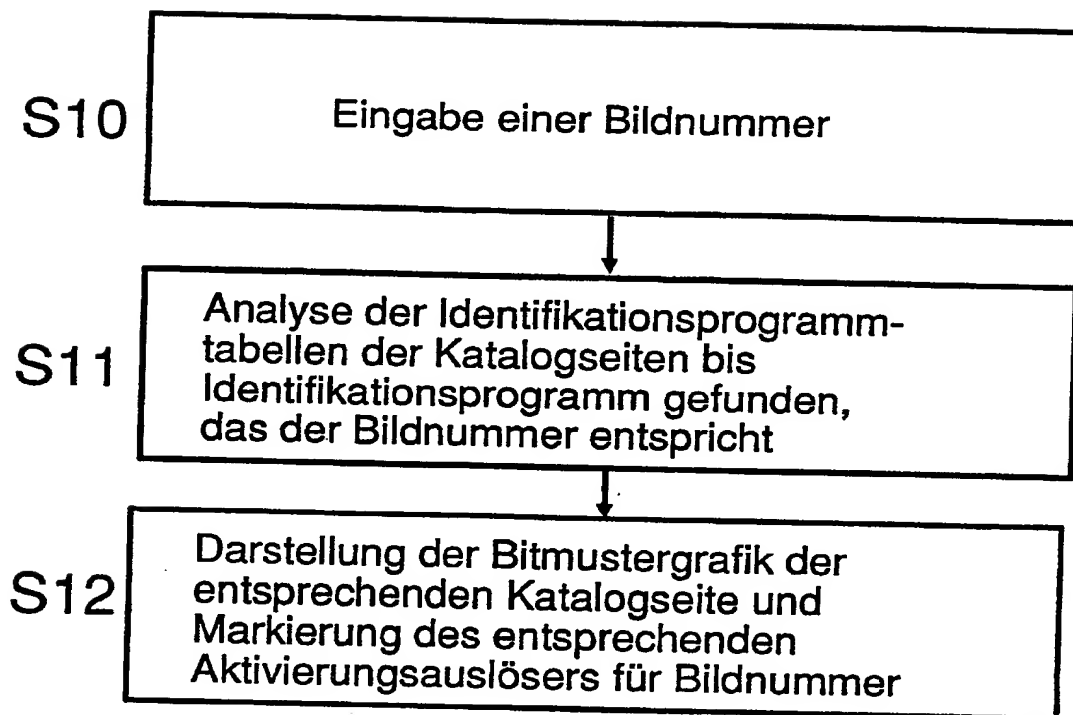 S10
Eingabe einer Bildnummer
S11
Analyse der Identifikationsprogramm-
tabellen der Katalogseiten bis
Identifikationsprogramm gefunden,
das der Bildnummer entspricht
S12
Darstellung der Bitmustergrafik der
entsprechenden Katalogseite und
Markierung des entsprechenden
Aktivierungsauslösers für Bildnummer